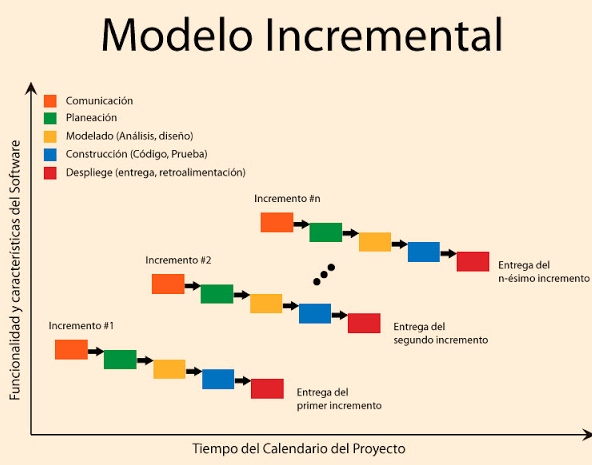 Modelo Incremental
Funcionalidad y características del Software
Comunicación
Planeación
Modelado (Análisis, diseño)
Construcción (Código, Prueba)
Despliege (entrega, retroalimentación)
Incremento #n
Entrega del
n-ésimo incremento
Incremento #2
Entrega del
segundo incremento
Incremento #1
Entrega del
primer incremento
Tiempo del Calendario del Proyecto